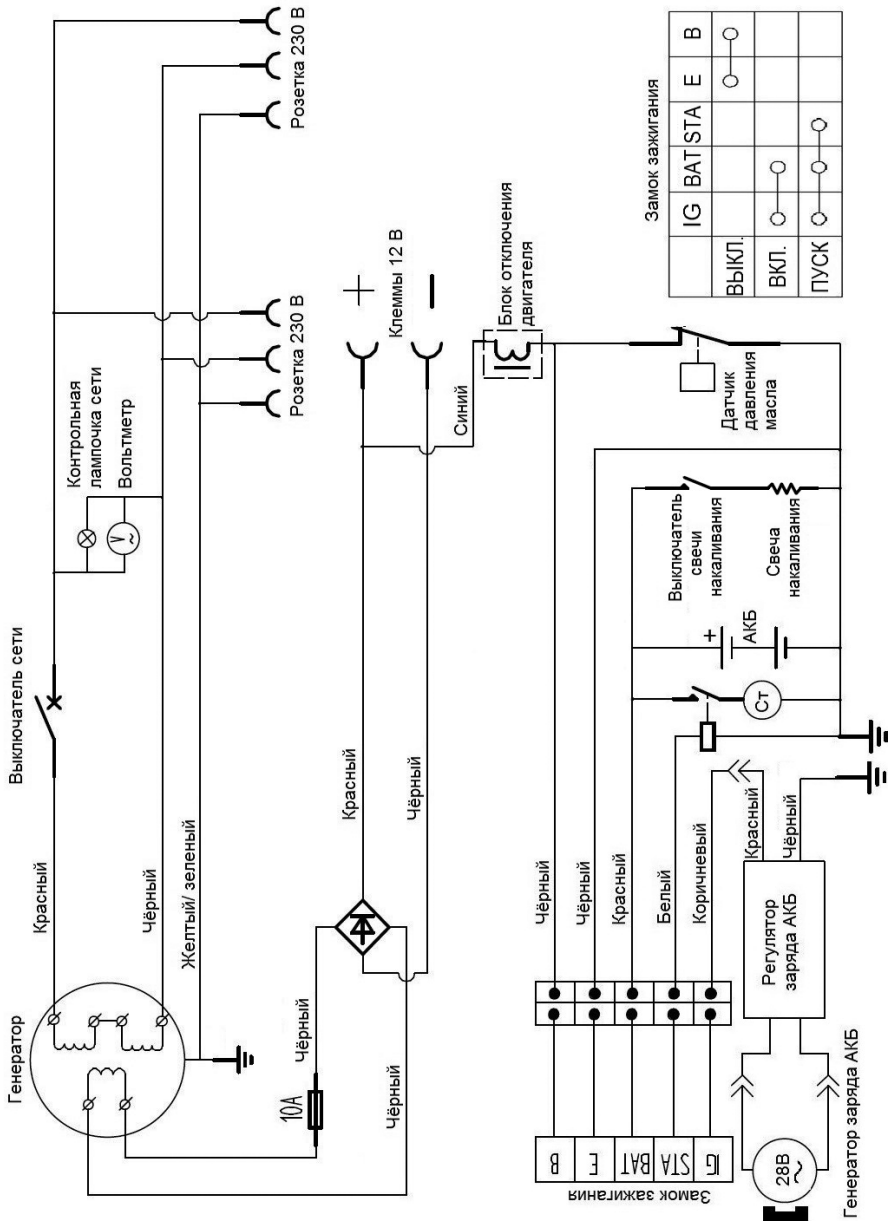 Генератор
Красный
Выключатель сети
Контрольная
лампочка сети
Вольтметр
V
~
Чёрный
Желтый/ зеленый
Розетка 230 В
Розетка 230 В
10А
Чёрный
Чёрный
Красный
Чёрный
+
Клеммы 12 В
Синий
Блок отключения
двигателя
Замок зажигания
B
E
BAT
STA
IG
Чёрный
Чёрный
Красный
Белый
Коричневый
Ст
+
АКБ
Выключатель
свечи
накаливания
Свеча
накаливания
Датчик
давления
масла
Генератор заряда АКБ
28В
~
Регулятор
заряда АКБ
Красный
Чёрный
Замок зажигания
IG BAT STA E B
ВЫКЛ.
ВКЛ.
ПУСК